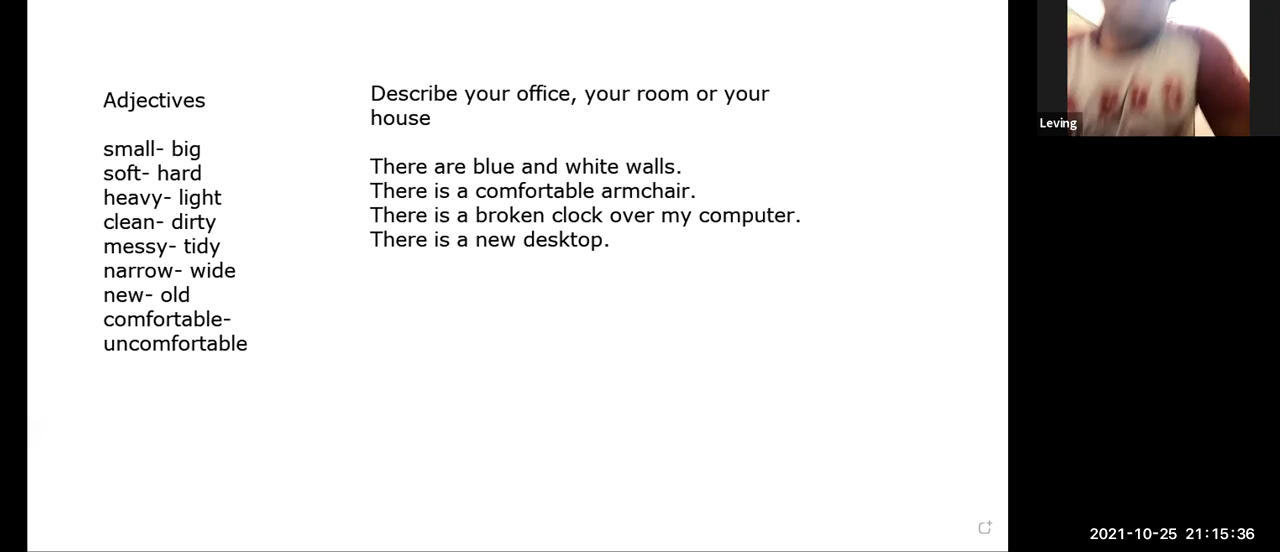 Adjectives
small- big
soft- hard
heavy- light
clean- dirty
messy- tidy
narrow- wide
new- old
comfortable-
uncomfortable
Describe your office, your room or your
house
There are blue and white walls.
There is a comfortable armchair.
There is a broken clock over my computer.
There is a new desktop.
Leving
2021-10-25 21:15:36